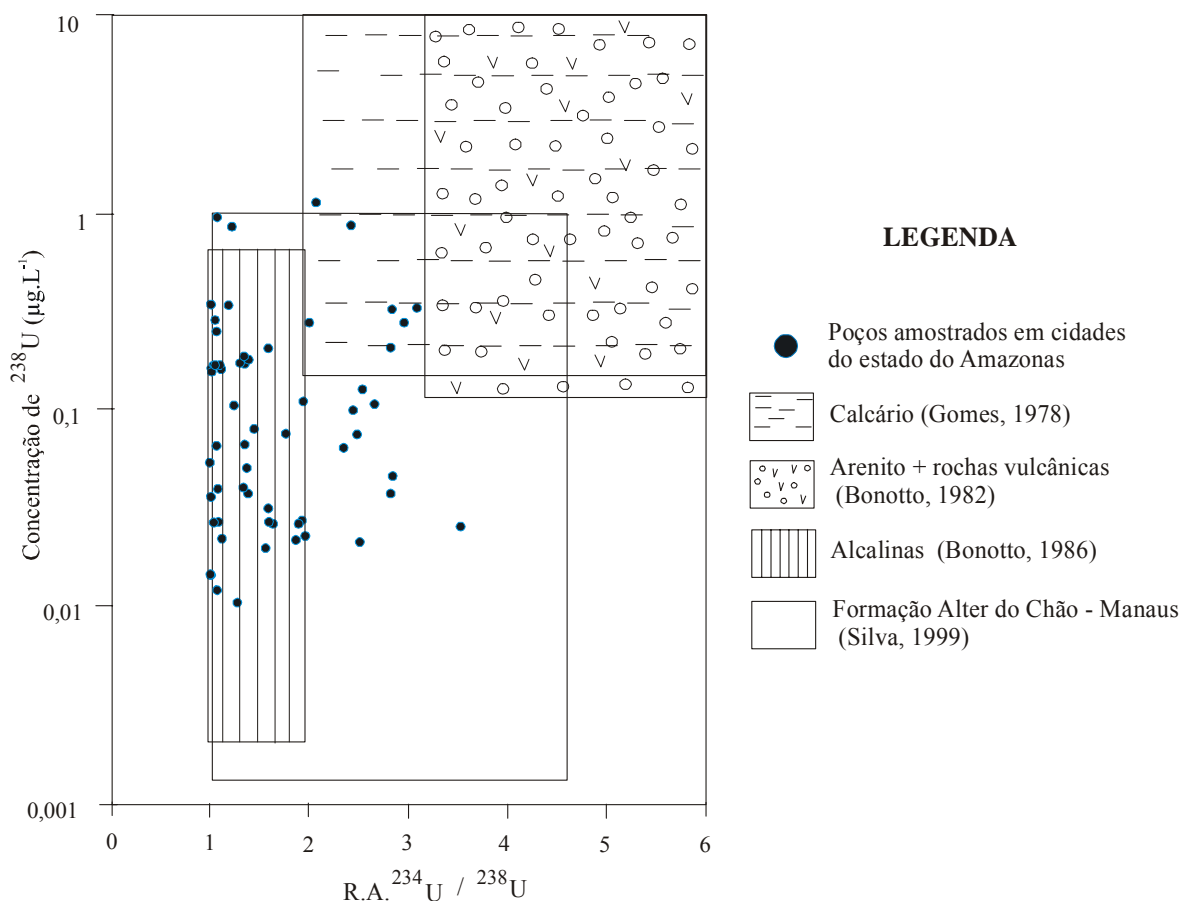 10
1
0,1
0,01
0,001
Concentração de ²³⁸U (µg.L⁻¹)
0 1 2 3 4 5 6
R.A. ²³⁴U / ²³⁸U
LEGENDA
Poços amostrados em cidades
do estado do Amazonas
Calcário (Gomes, 1978)
Arenito + rochas vulcânicas
(Bonotto, 1982)
Alcalinas (Bonotto, 1986)
Formação Alter do Chão - Manaus
(Silva, 1999)